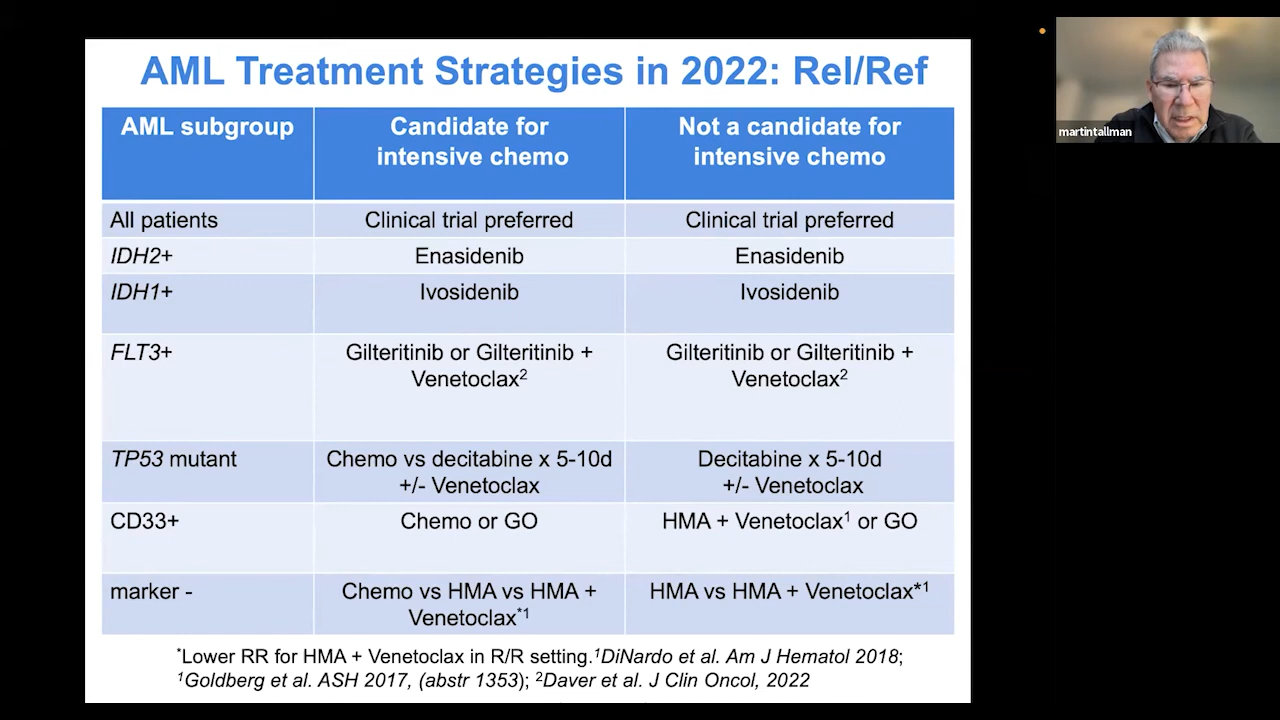 AML Treatment Strategies in 2022: Rel/Ref
AML subgroup
Candidate for
intensive chemo
Not a candidate for
intensive chemo
All patients
Clinical trial preferred
Clinical trial preferred
IDH2+
Enasidenib
Enasidenib
IDH1+
Ivosidenib
Ivosidenib
FLT3+
Gilteritinib or Gilteritinib +
Venetoclax²
Gilteritinib or Gilteritinib +
Venetoclax²
TP53 mutant
Chemo vs decitabine x 5-10d
+/- Venetoclax
Decitabine x 5-10d
+/- Venetoclax
CD33+
Chemo or GO
HMA + Venetoclax¹ or GO
marker -
Chemo vs HMA vs HMA +
Venetoclax*¹
HMA vs HMA + Venetoclax*¹
*Lower RR for HMA + Venetoclax in R/R setting.¹DiNardo et al. Am J Hematol 2018;
¹Goldberg et al. ASH 2017, (abstr 1353); ²Daver et al. J Clin Oncol, 2022
martintallman